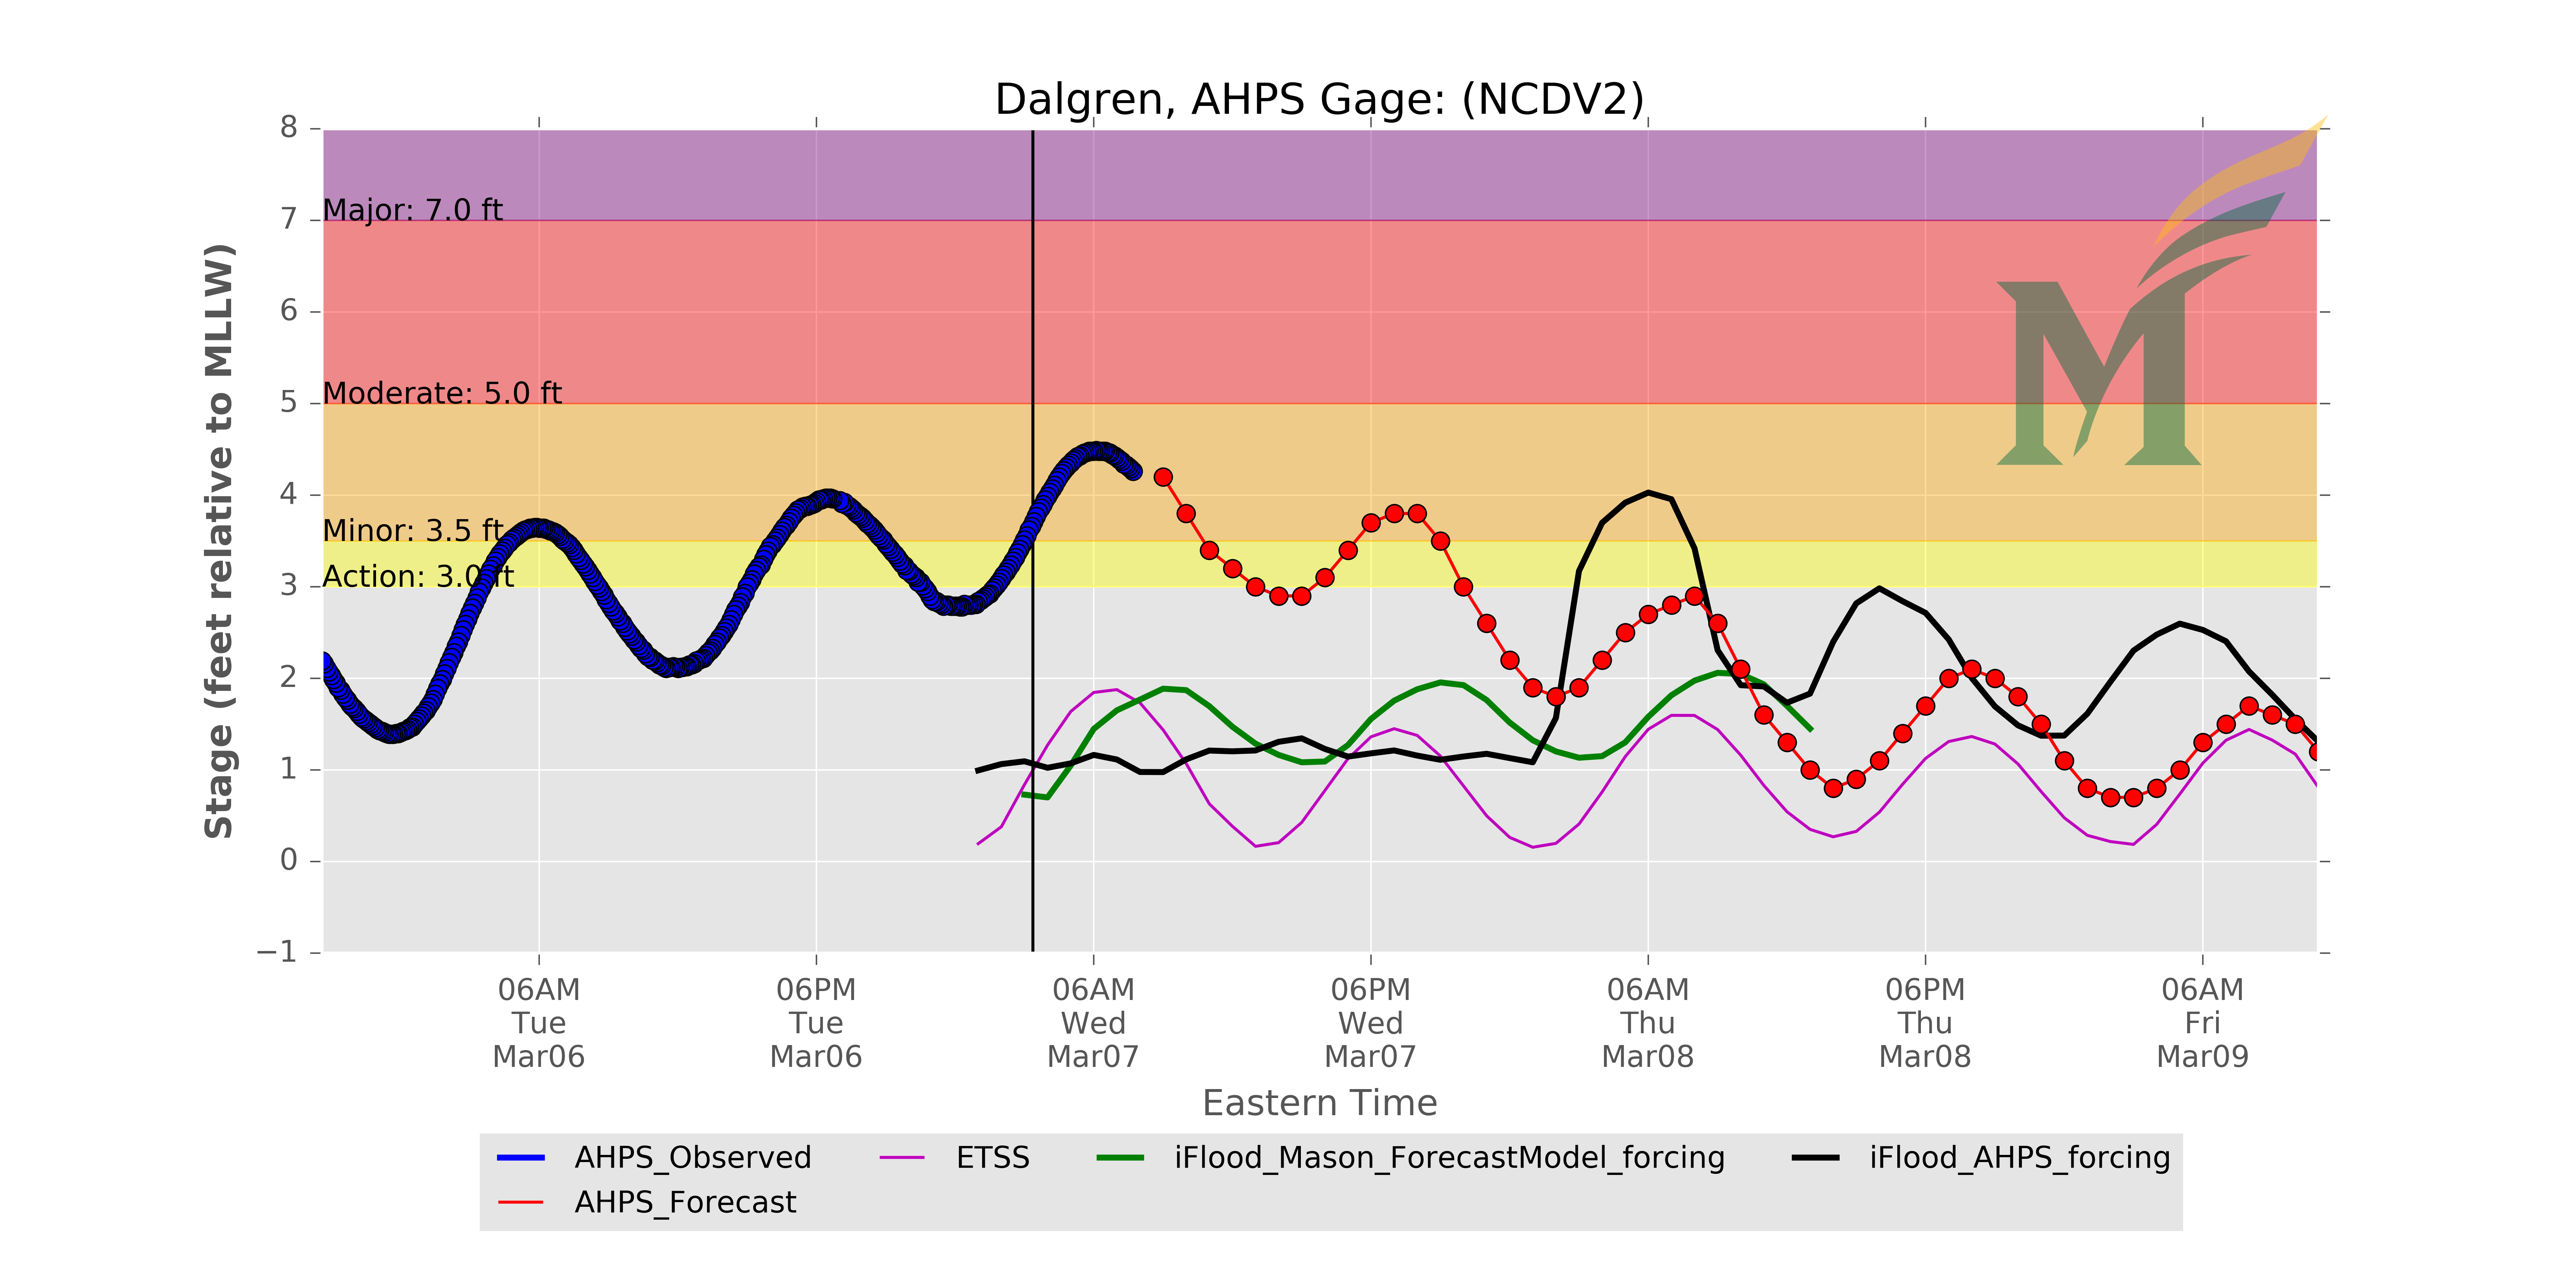 Dalgren, AHPS Gage: (NCDV2)
8
7
6
5
4
3
2
1
0
−1
Stage (feet relative to MLLW)
Major: 7.0 ft
Moderate: 5.0 ft
Minor: 3.5 ft
Action: 3.0 ft
M
06AM 06PM 06AM 06PM 06AM 06PM 06AM
Tue Tue Wed Wed Thu Thu Fri
Mar06 Mar06 Mar07 Mar07 Mar08 Mar08 Mar09
Eastern Time
AHPS_Observed ETSS iFlood_Mason_ForecastModel_forcing iFlood_AHPS_forcing
AHPS_Forecast